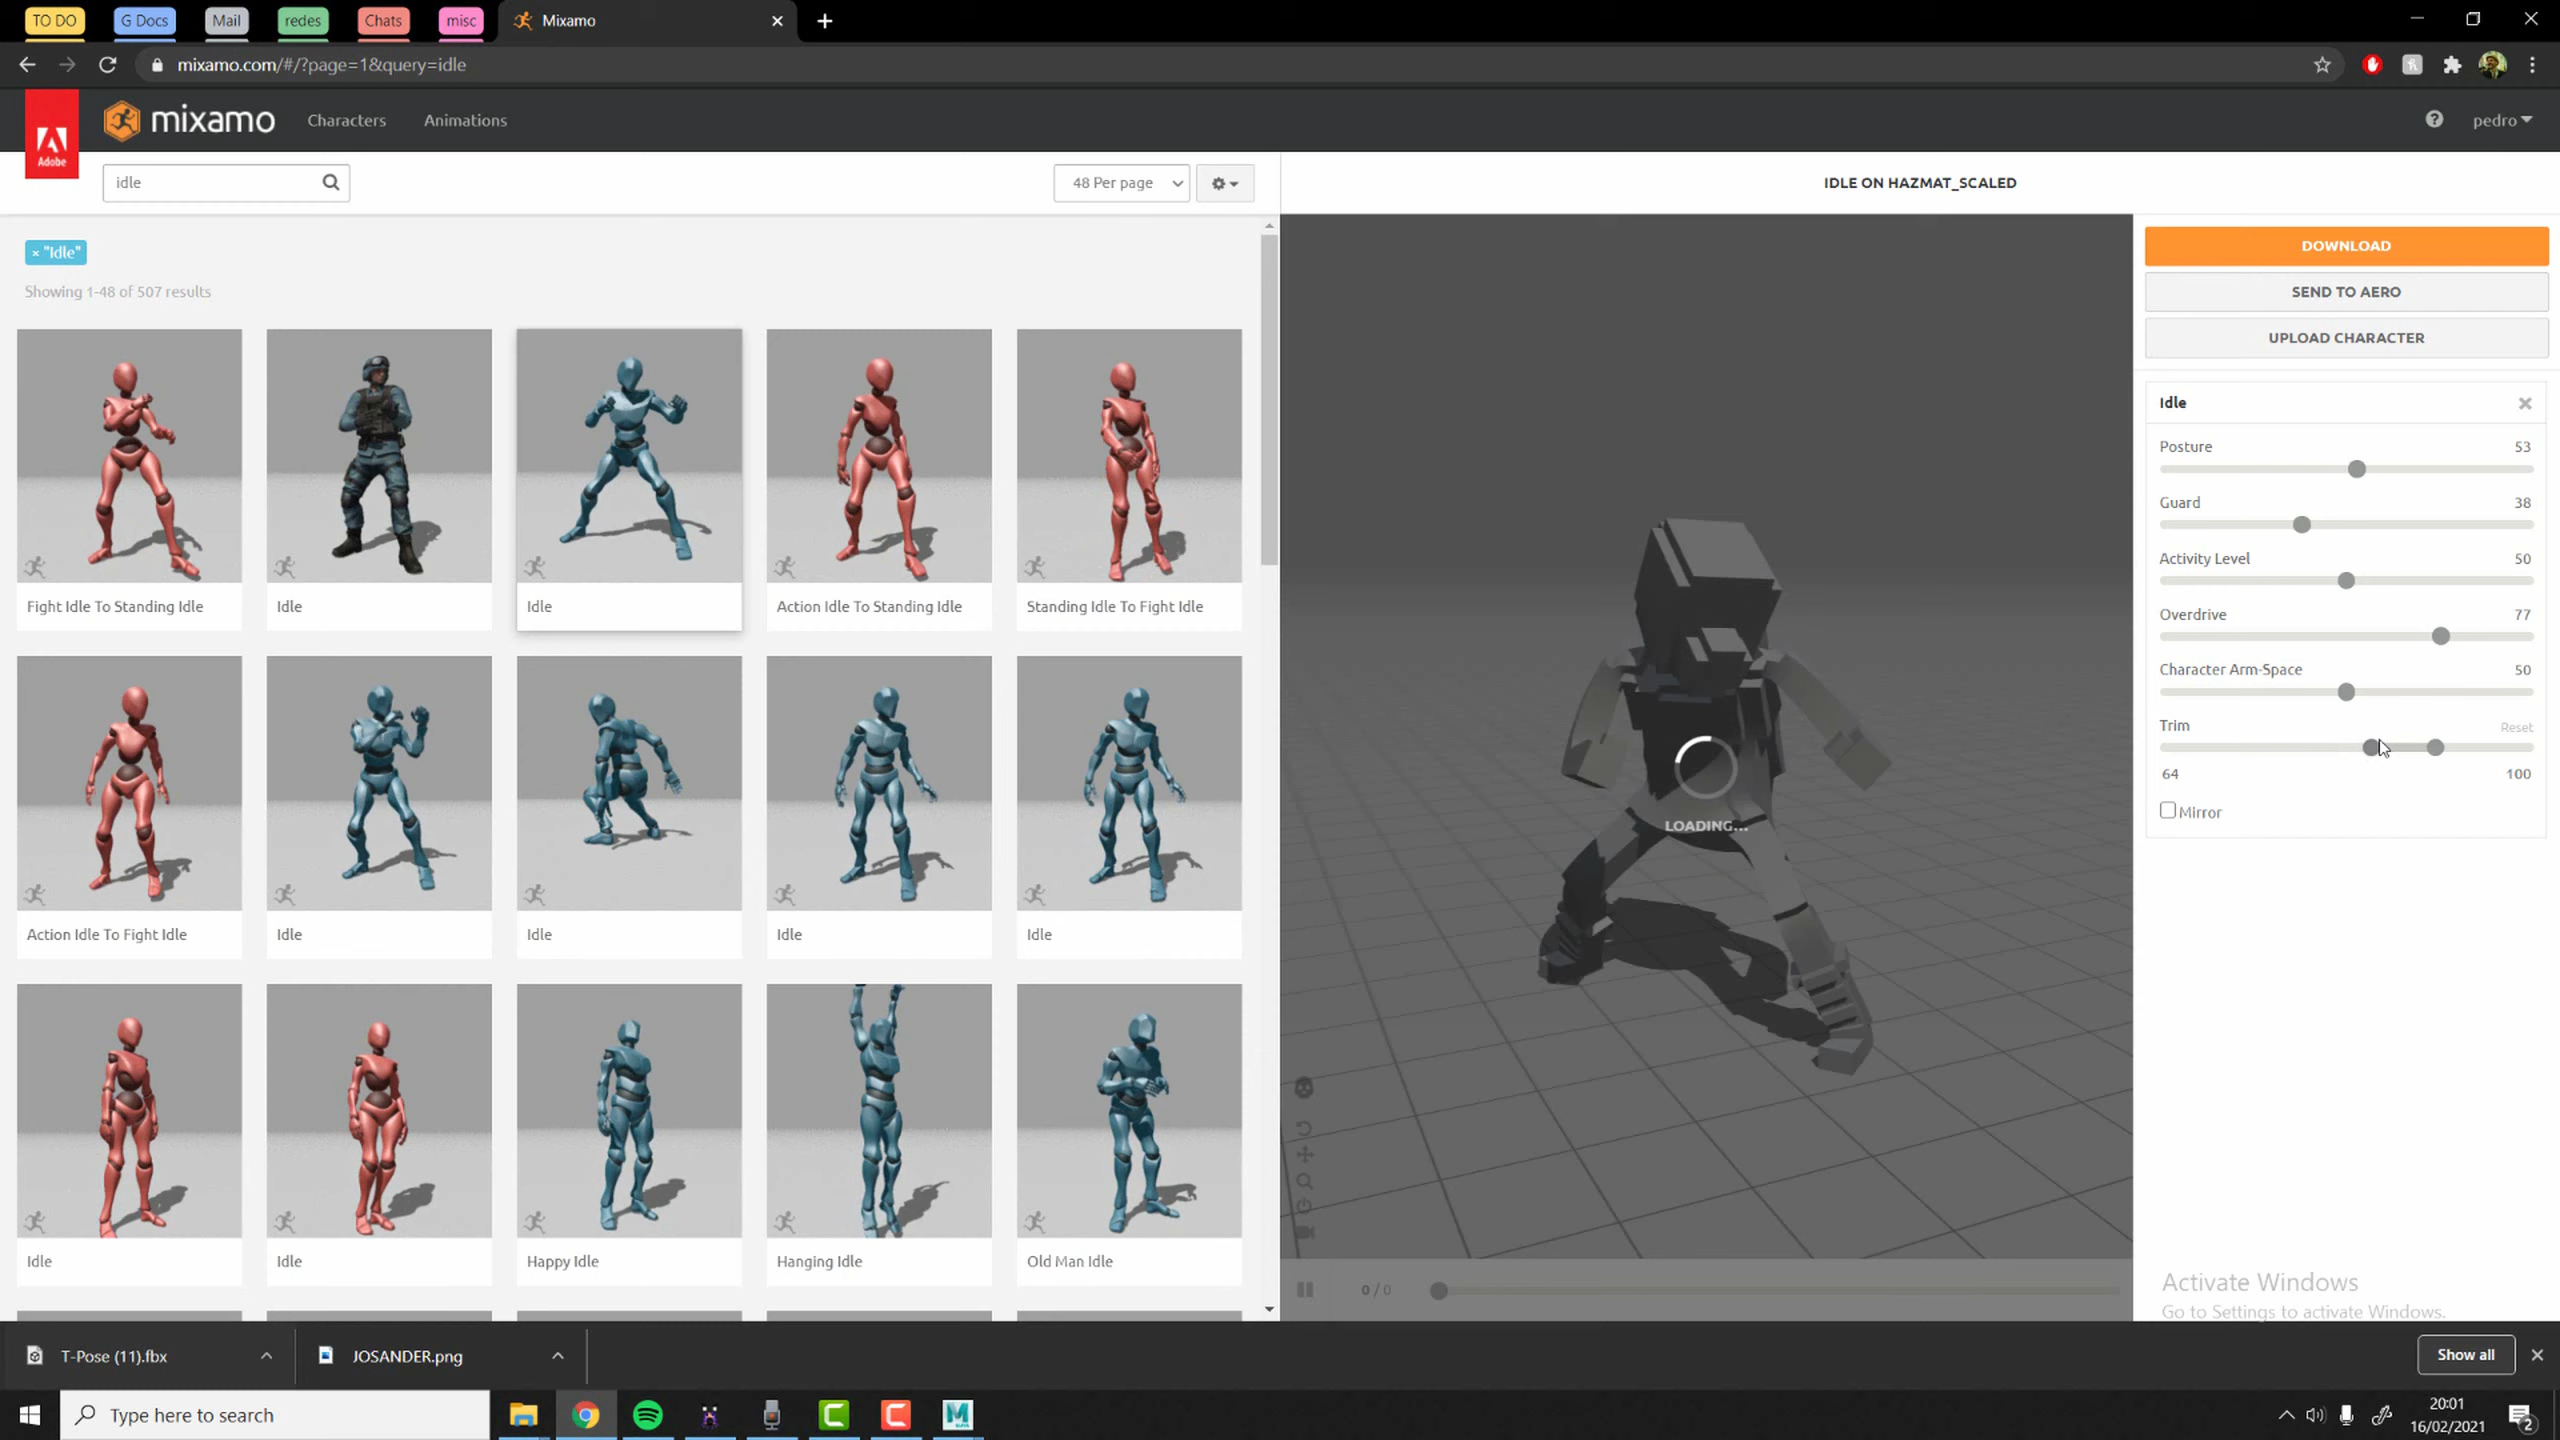 TO DO
G Docs
Mail
redes
Chats
misc
Mixamo
mixamo.com/#/?page=1&query=idle
Adobe
mixamo
Characters
Animations
pedro
idle
48 Per page
IDLE ON HAZMAT_SCALED
× "Idle"
Showing 1-48 of 507 results
DOWNLOAD
SEND TO AERO
UPLOAD CHARACTER
Fight Idle To Standing Idle
Idle
Idle
Action Idle To Standing Idle
Standing Idle To Fight Idle
Action Idle To Fight Idle
Idle
Idle
Idle
Idle
Idle
Idle
Happy Idle
Hanging Idle
Old Man Idle
LOADING...
0 / 0
Idle
Posture
53
Guard
38
Activity Level
50
Overdrive
77
Character Arm-Space
50
Trim
Reset
64
100
Mirror
Activate Windows
Go to Settings to activate Windows.
T-Pose (11).fbx
JOSANDER.png
Show all
Type here to search
20:01
16/02/2021
2